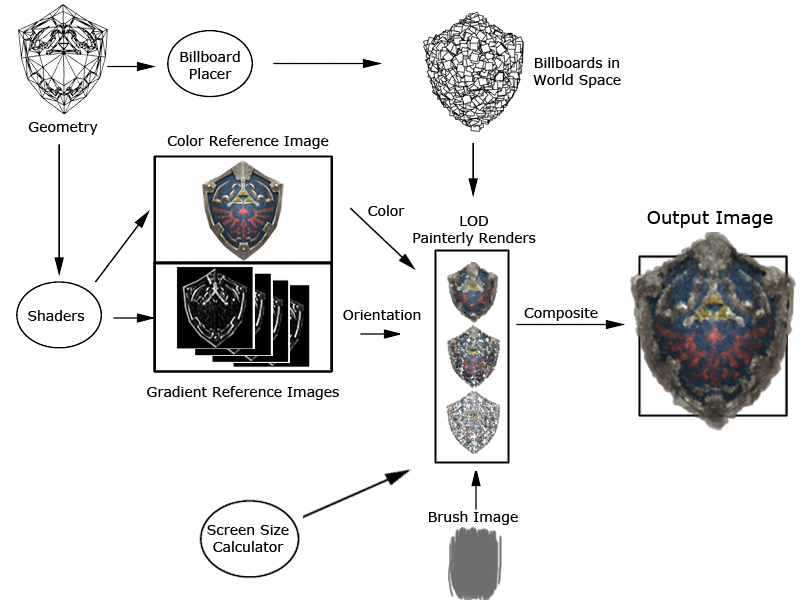 Billboard
Placer
Billboards in
World Space
Geometry
Color Reference Image
Color
LOD
Painterly Renders
Output Image
Shaders
Orientation
Composite
Gradient Reference Images
Screen Size
Calculator
Brush Image